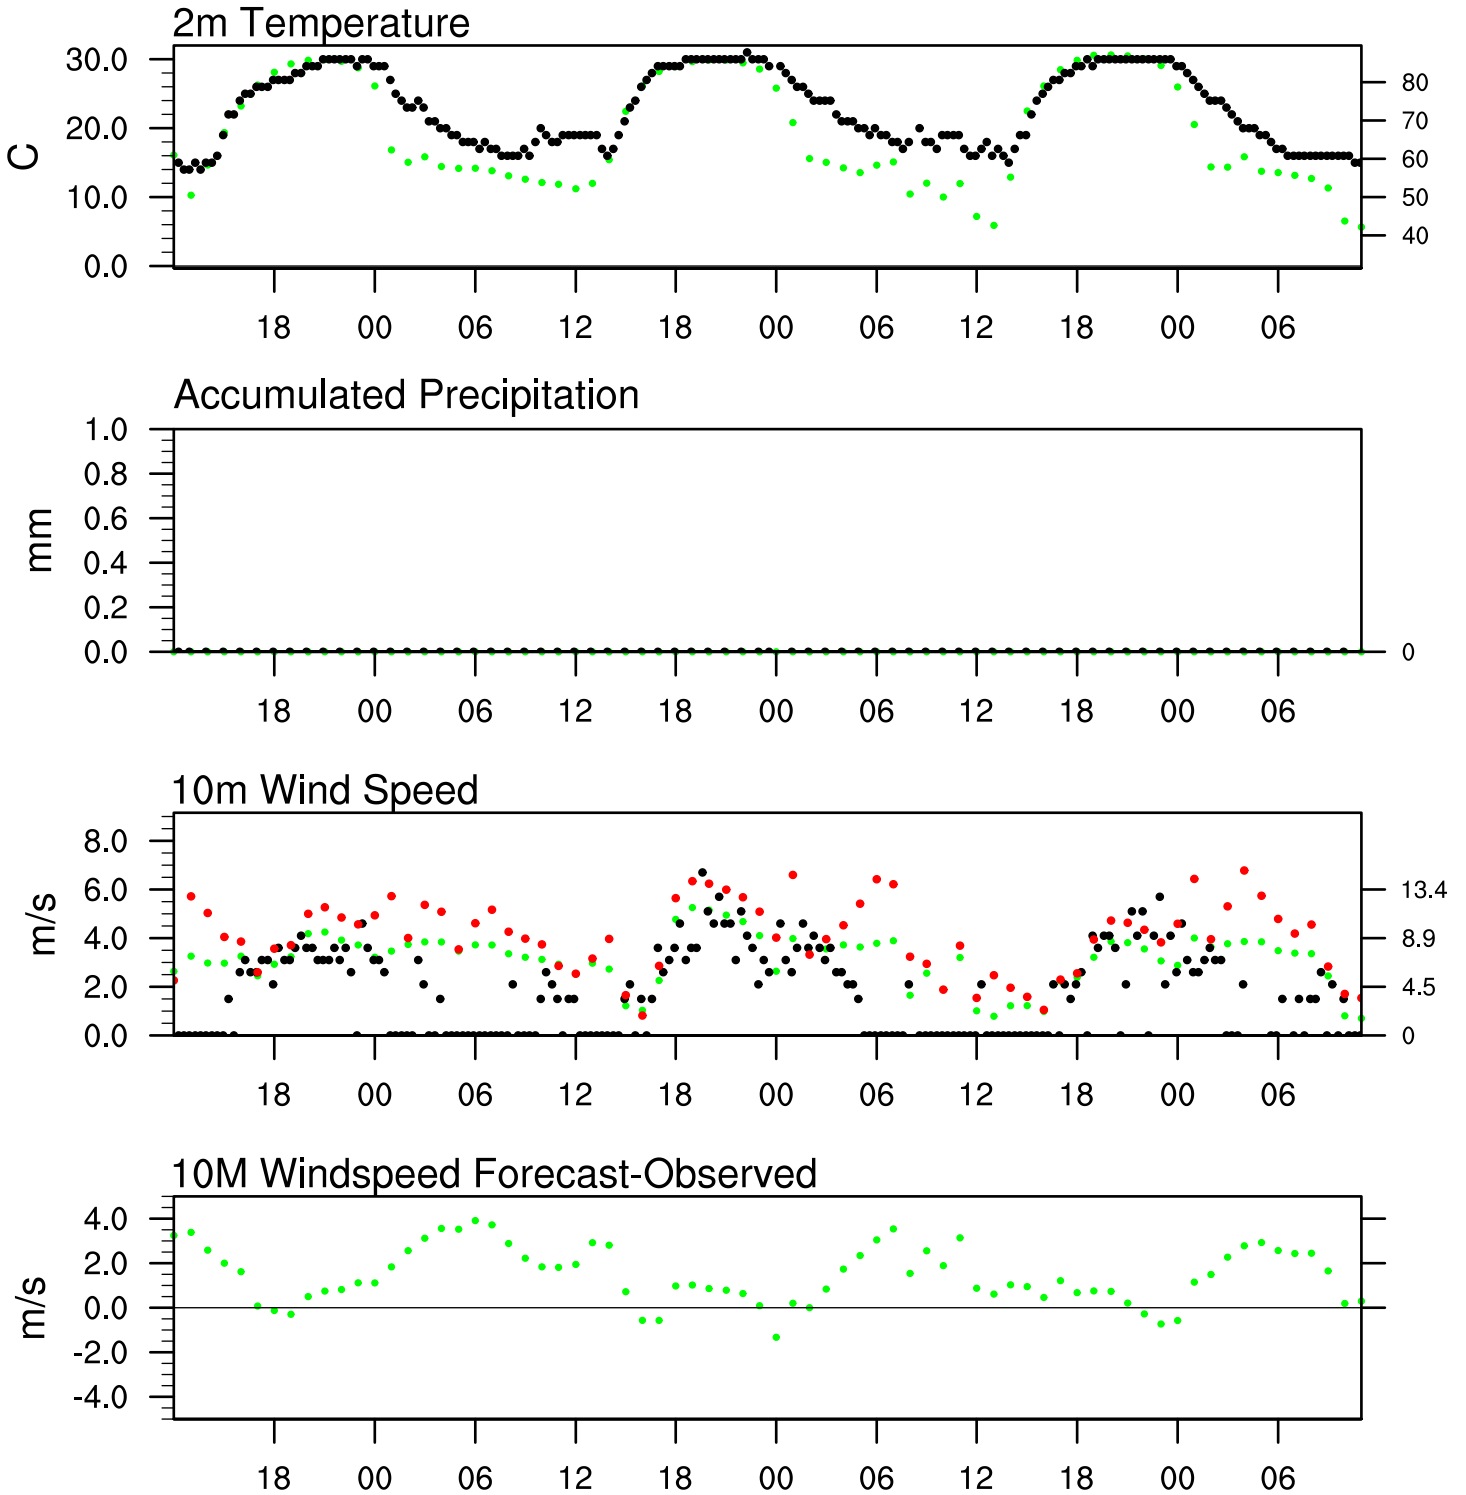 2m Temperature
30.0
20.0
10.0
0.0
C
80
70
60
50
40
18 00 06 12 18 00 06 12 18 00 06
Accumulated Precipitation
1.0
0.8
0.6
0.4
0.2
0.0
mm
0
18 00 06 12 18 00 06 12 18 00 06
10m Wind Speed
8.0
6.0
4.0
2.0
0.0
m/s
13.4
8.9
4.5
0
18 00 06 12 18 00 06 12 18 00 06
10M Windspeed Forecast-Observed
4.0
2.0
0.0
-2.0
-4.0
m/s
18 00 06 12 18 00 06 12 18 00 06